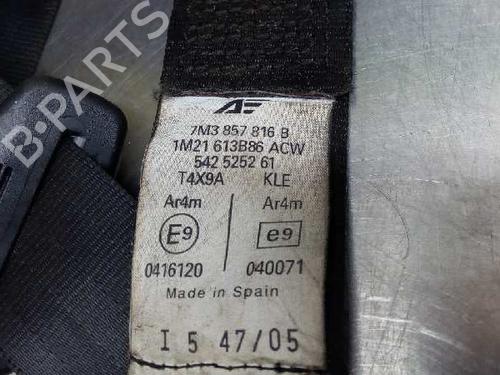 AE
7M3 857 816 B
1M21 613B86 ACW
542 5252 61
T4X9A KLE
Ar4m Ar4m
E9 e9
0416120 040071
Made in Spain
I 5 47/05
B-PARTS